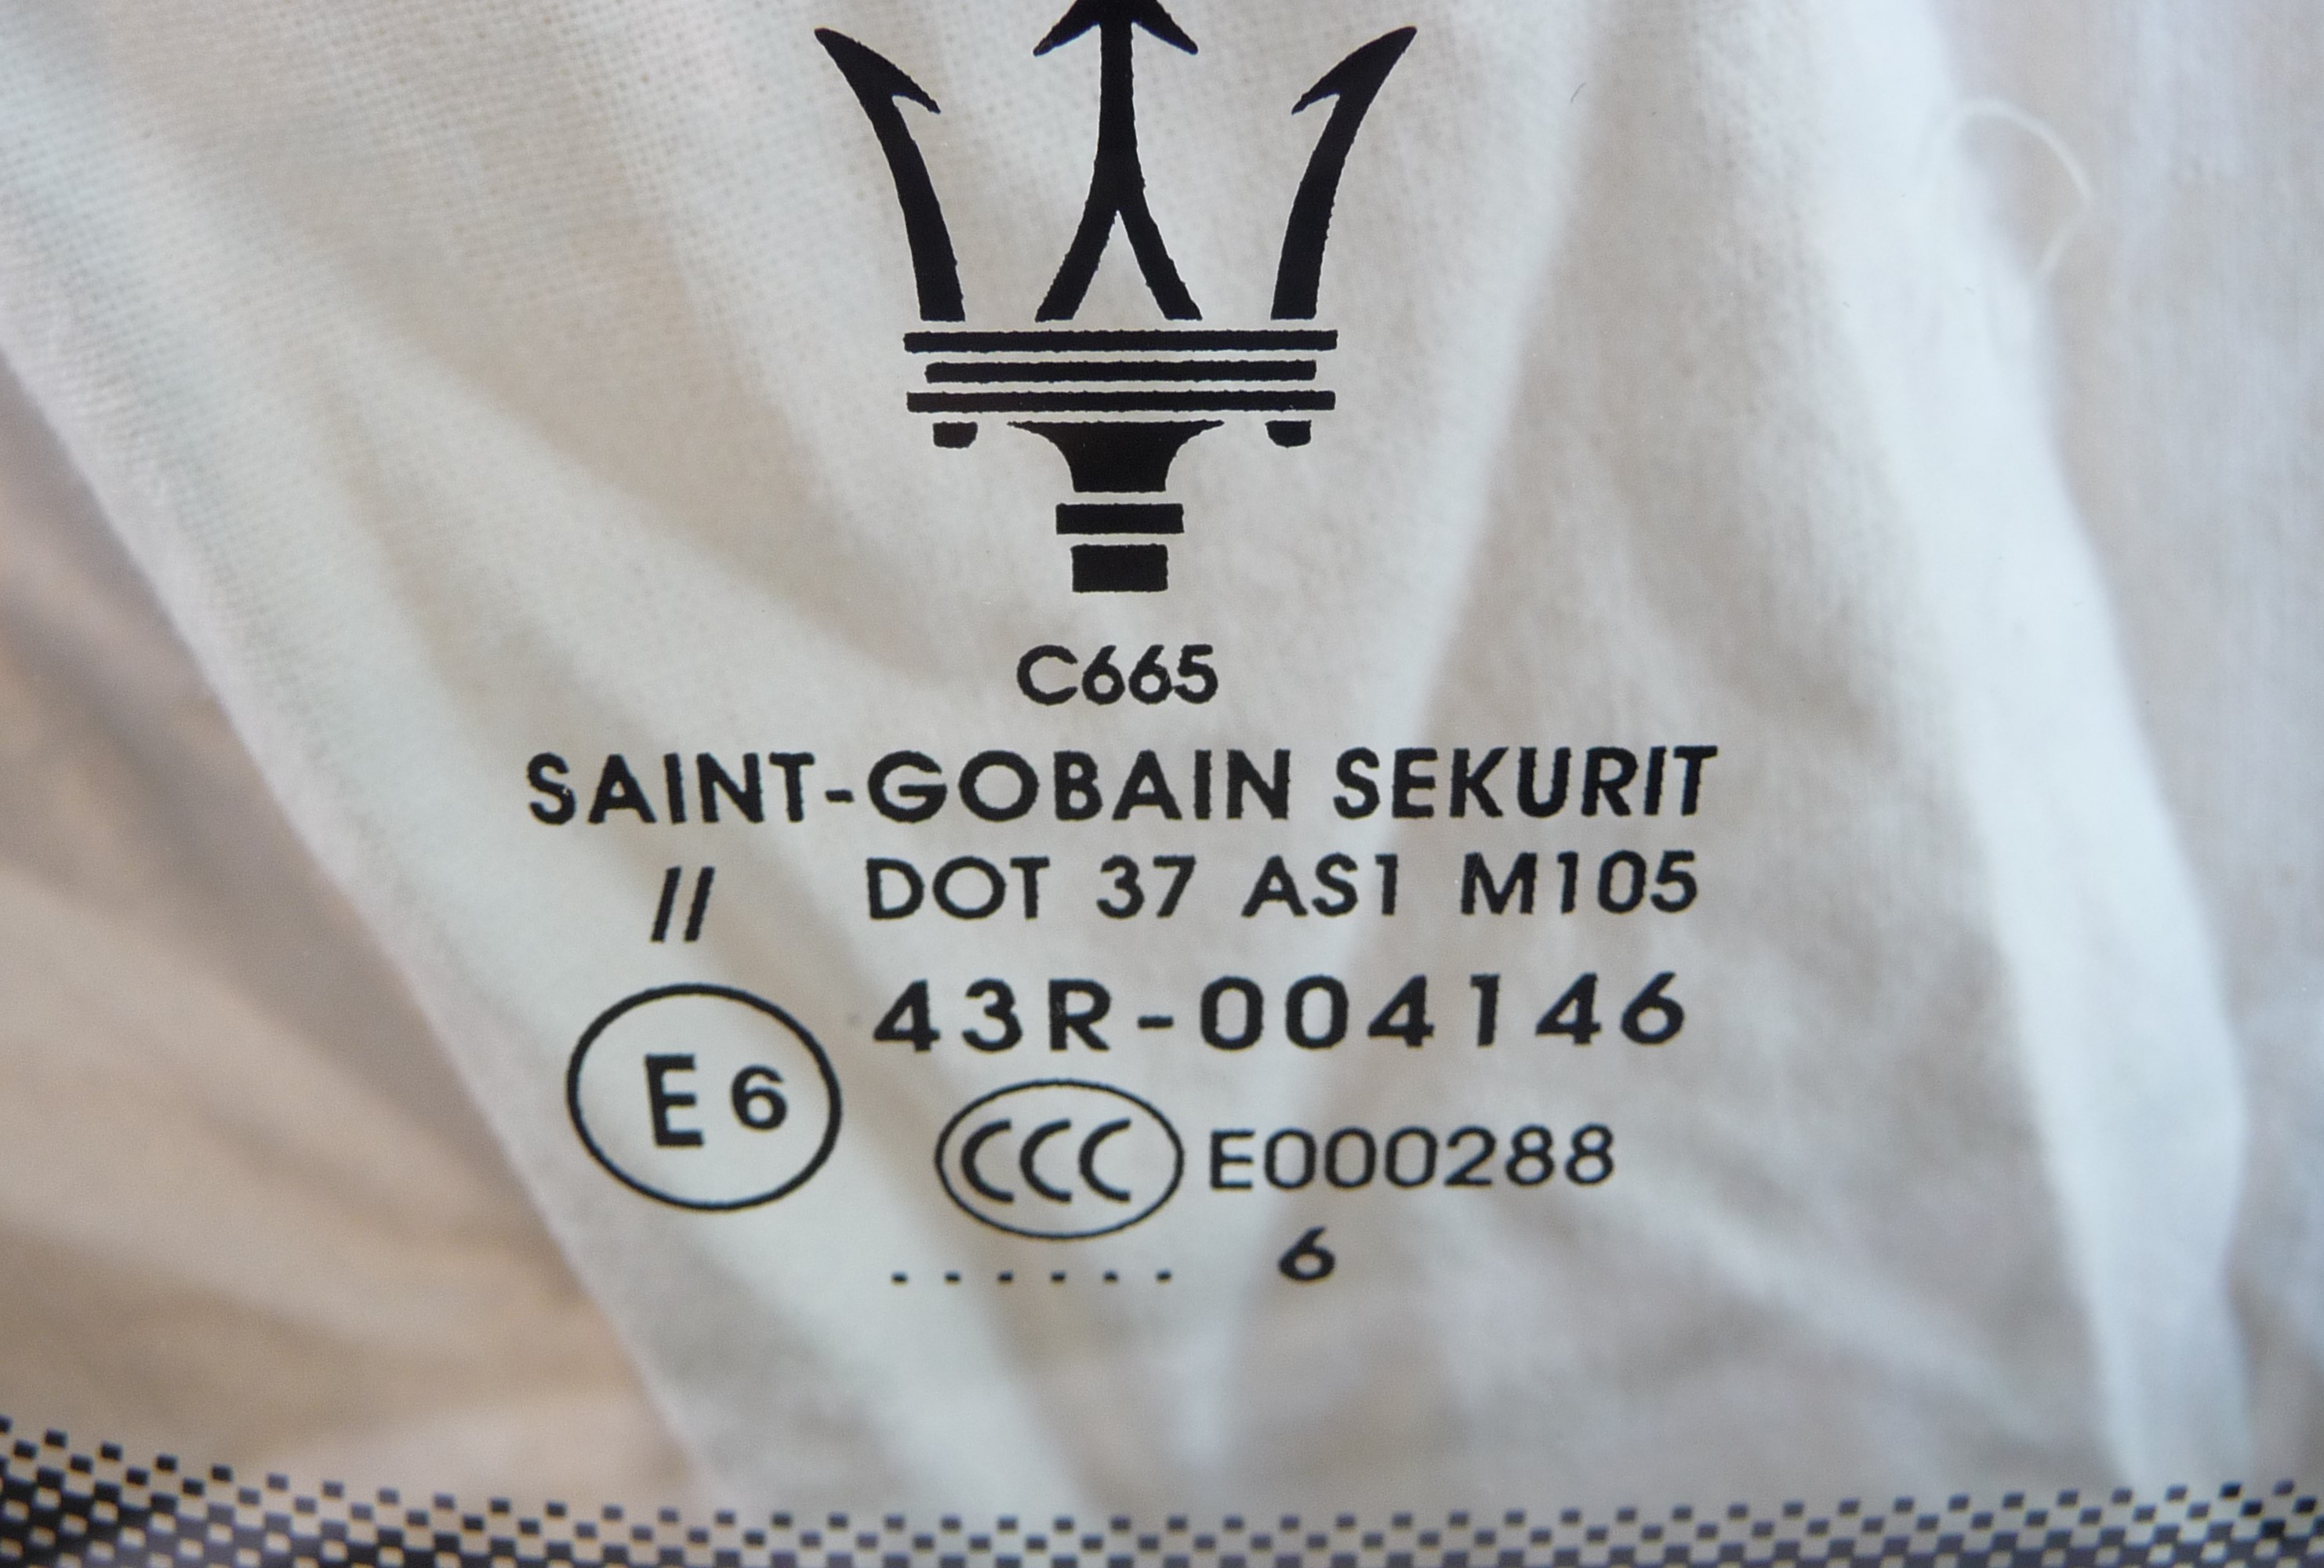 C665
SAINT-GOBAIN SEKURIT
// DOT 37 AS1 M105
43R-004146
E6
CCC E000288
...... 6